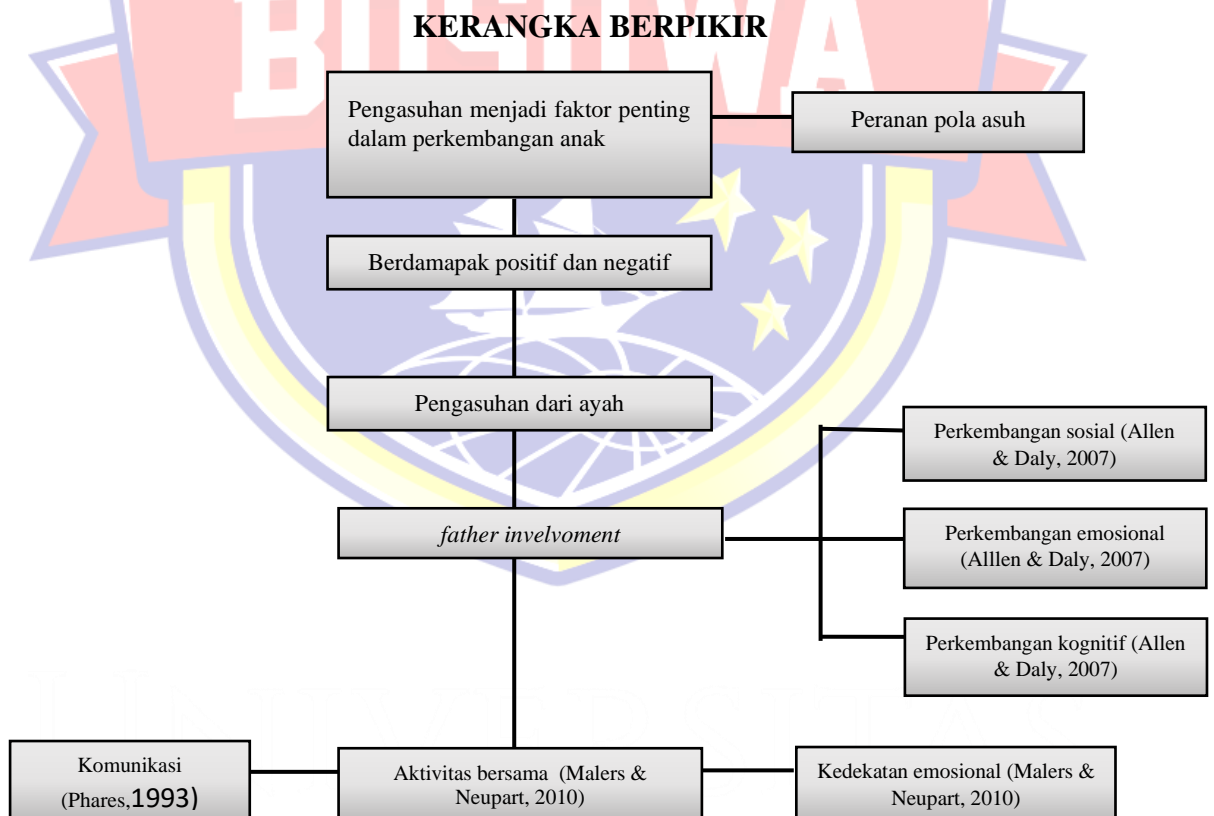 BOSOWA
KERANGKA BERPIKIR
Pengasuhan menjadi faktor penting
dalam perkembangan anak
Peranan pola asuh
Berdamapak positif dan negatif
Pengasuhan dari ayah
father invelvoment
Perkembangan sosial (Allen
& Daly, 2007)
Perkembangan emosional
(Alllen & Daly, 2007)
Perkembangan kognitif (Allen
& Daly, 2007)
Komunikasi
(Phares,1993)
Aktivitas bersama (Malers &
Neupart, 2010)
Kedekatan emosional (Malers &
Neupart, 2010)